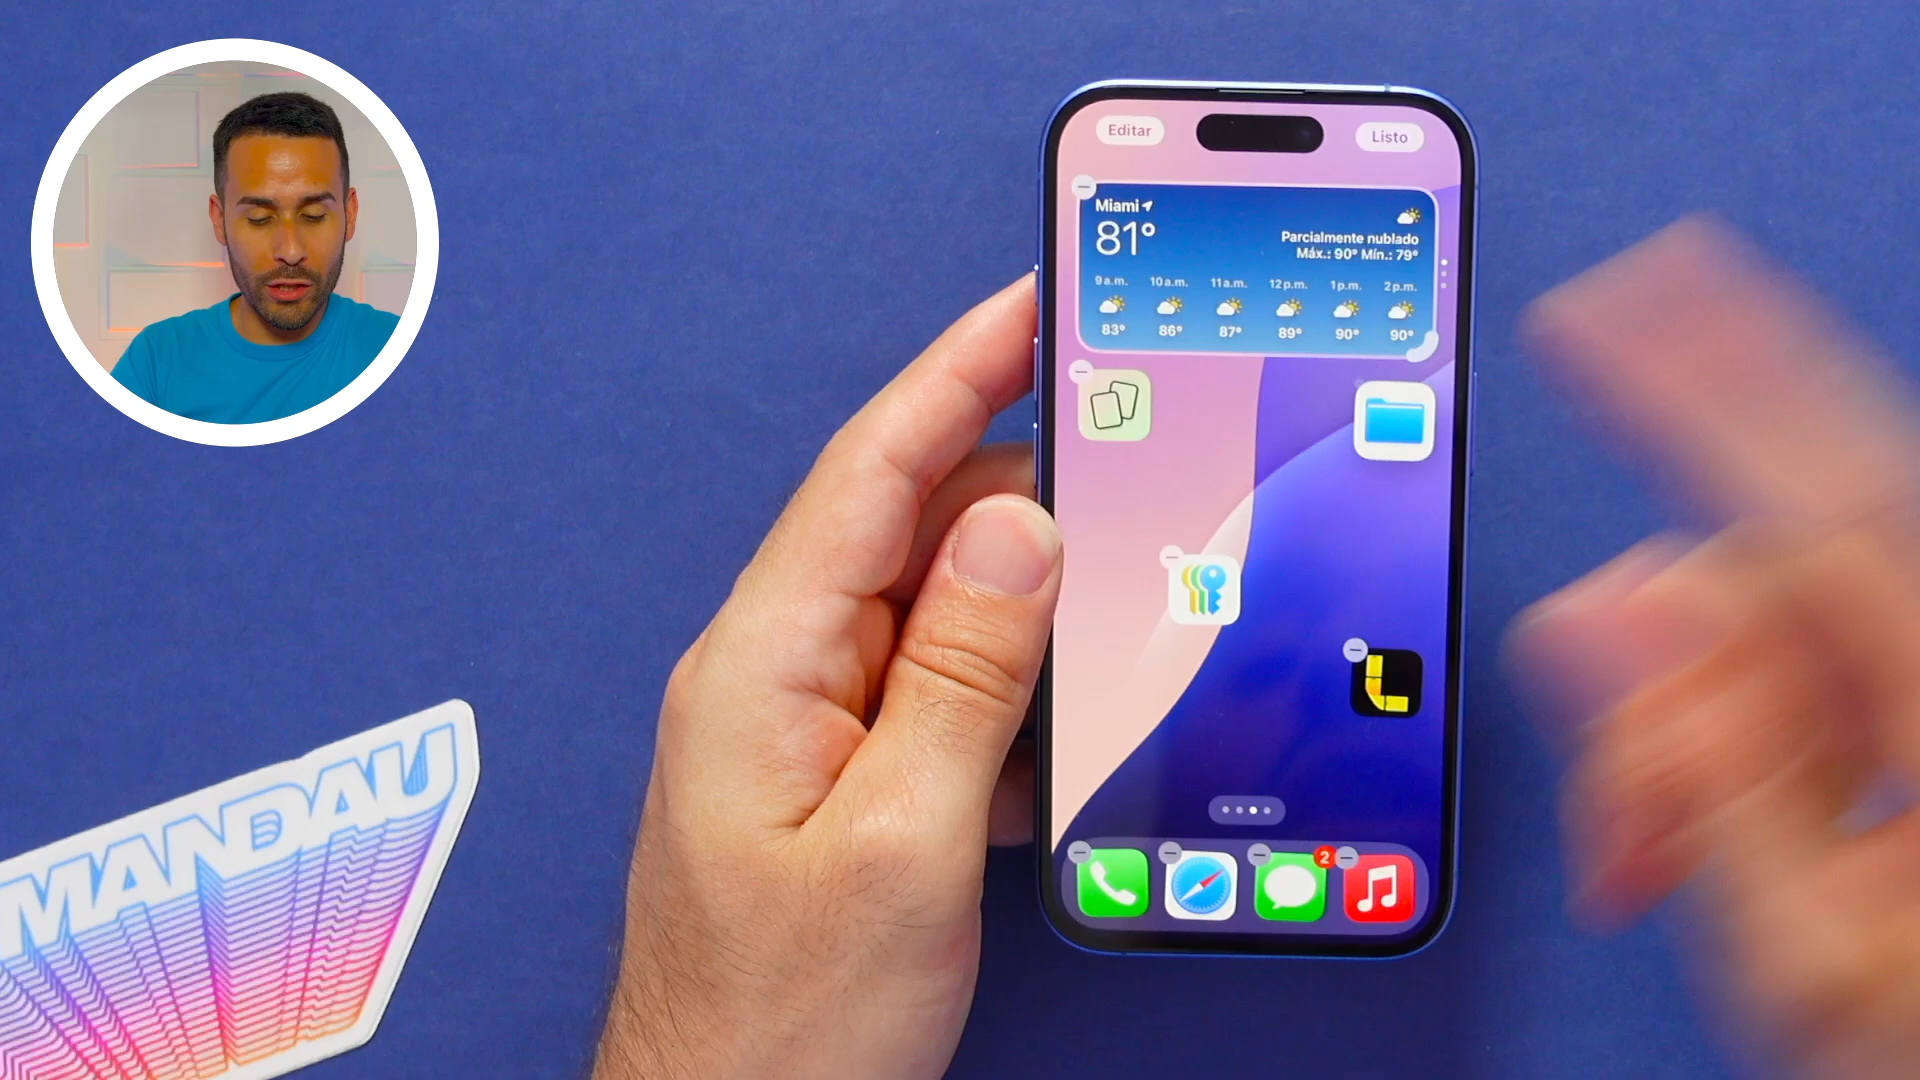 Editar
Listo
Miami
81°
Parcialmente nublado
Máx.: 90° Mín.: 79°
9 a.m. 10 a.m. 11 a.m. 12 p.m. 1 p.m. 2 p.m.
83° 86° 87° 89° 90° 90°
2
MANDAU